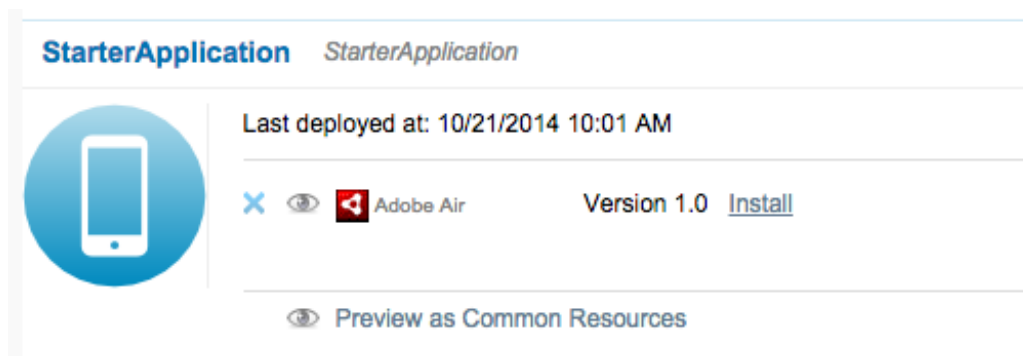 StarterApplication StarterApplication
Last deployed at: 10/21/2014 10:01 AM
Adobe Air Version 1.0 Install
Preview as Common Resources